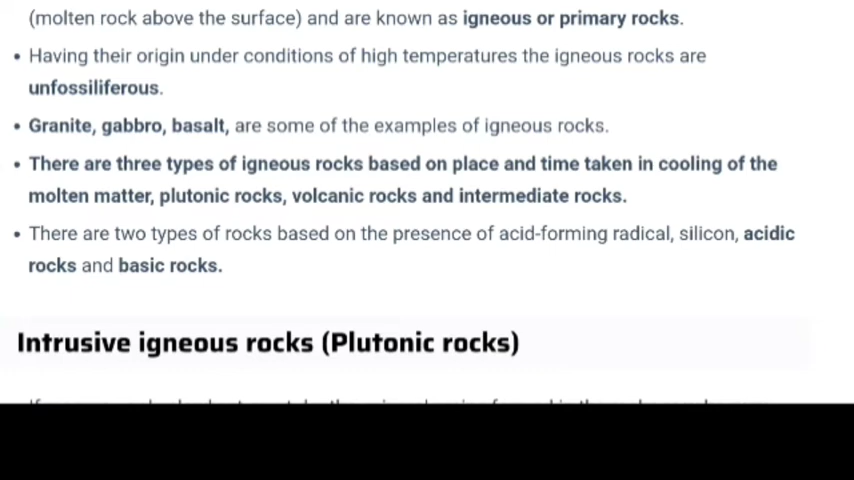 (molten rock above the surface) and are known as igneous or primary rocks.
• Having their origin under conditions of high temperatures the igneous rocks are
unfossiliferous.
• Granite, gabbro, basalt, are some of the examples of igneous rocks.
• There are three types of igneous rocks based on place and time taken in cooling of the
molten matter, plutonic rocks, volcanic rocks and intermediate rocks.
• There are two types of rocks based on the presence of acid-forming radical, silicon, acidic
rocks and basic rocks.
Intrusive igneous rocks (Plutonic rocks)